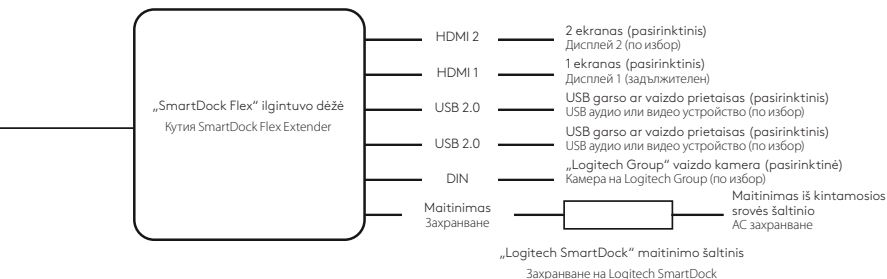 HDMI 2
2 ekranas (pasirinktinis)
Дисплей 2 (по избор)
HDMI 1
1 ekranas (pasirinktinis)
Дисплей 1 (задължителен)
„SmartDock Flex“ ilgintuvo dėžė
Кутия SmartDock Flex Extender
USB 2.0
USB garso ar vaizdo prietaisas (pasirinktinis)
USB аудио или видео устройство (по избор)
USB 2.0
USB garso ar vaizdo prietaisas (pasirinktinis)
USB аудио или видео устройство (по избор)
DIN
„Logitech Group“ vaizdo kamera (pasirinktinė)
Камера на Logitech Group (по избор)
Maitinimas
Захранване
Maitinimas iš kintamosios
srovės šaltinio
AC захранване
„Logitech SmartDock“ maitinimo šaltinis
Захранване на Logitech SmartDock